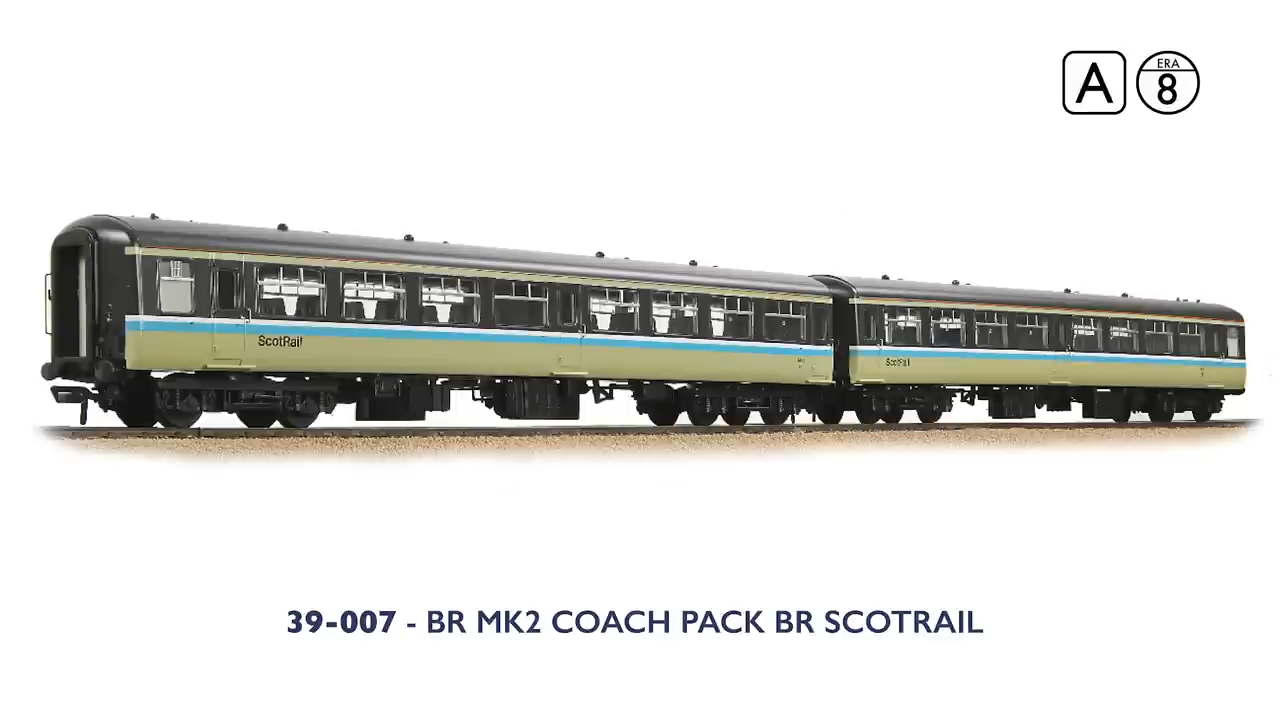 A
ERA
8
ScotRail
ScotRail
39-007 - BR MK2 COACH PACK BR SCOTRAIL